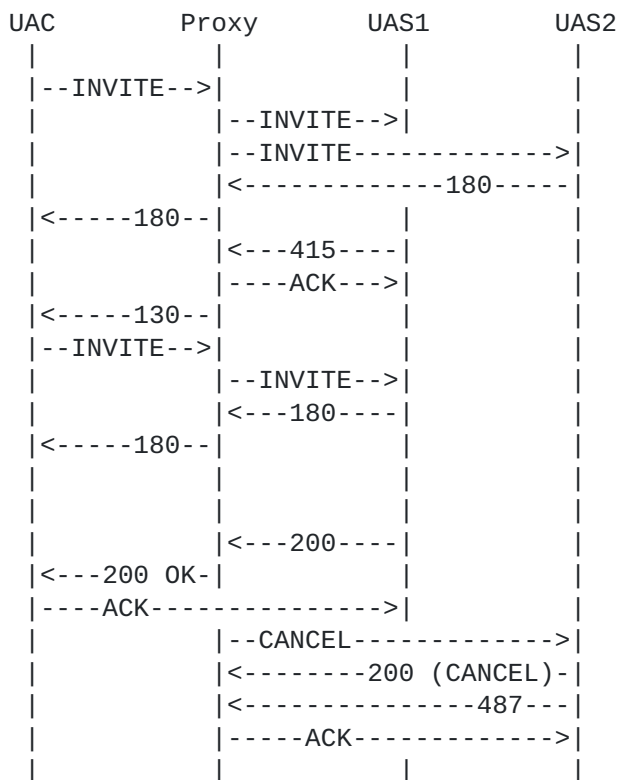 UAC Proxy UAS1 UAS2
| | | |
|--INVITE-->| | |
| |--INVITE-->| |
| |--INVITE------------->|
| |<-------------180-----|
|<-----180--| | |
| |<---415----| |
| |----ACK--->| |
|<-----130--| | |
|--INVITE-->| | |
| |--INVITE-->| |
| |<---180----| |
|<-----180--| | |
| | | |
| | | |
| |<---200----| |
|<---200 OK-| | |
|----ACK--------------->| |
| |--CANCEL------------->|
| |<--------200 (CANCEL)-|
| |<----------------487---|
| |-----ACK------------->|
| | | |